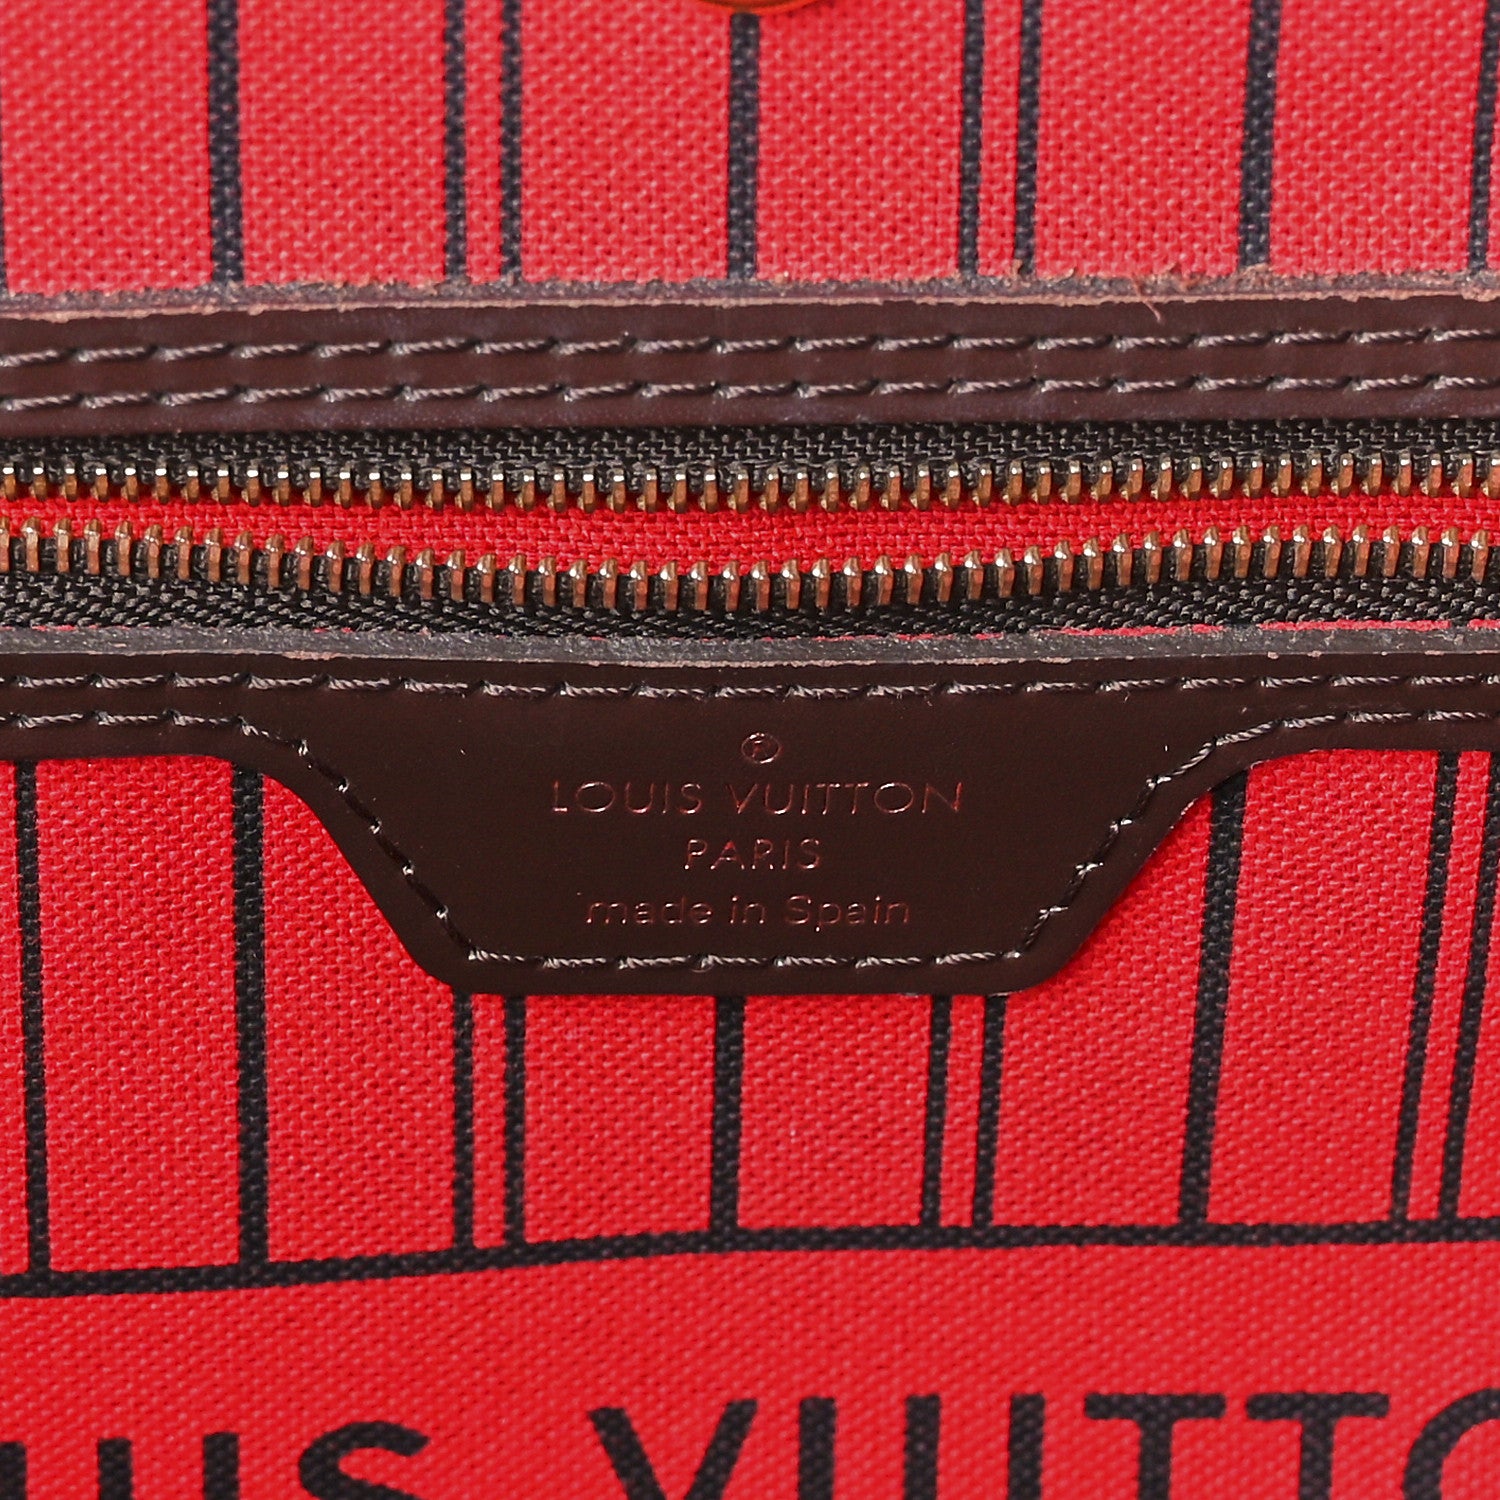 Ⓡ
LOUIS VUITTON
PARIS
made in Spain
UIS VUITTO